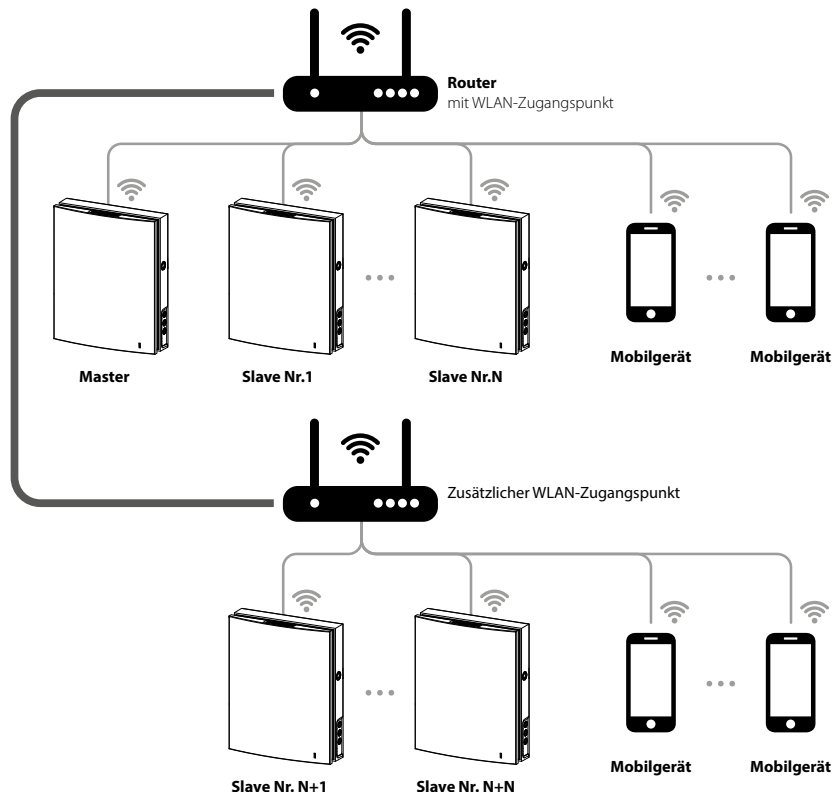 Router
mit WLAN-Zugangspunkt
Master
Slave Nr.1
Slave Nr.N
Mobilgerät
Mobilgerät
Zusätzlicher WLAN-Zugangspunkt
Slave Nr. N+1
Slave Nr. N+N
Mobilgerät
Mobilgerät